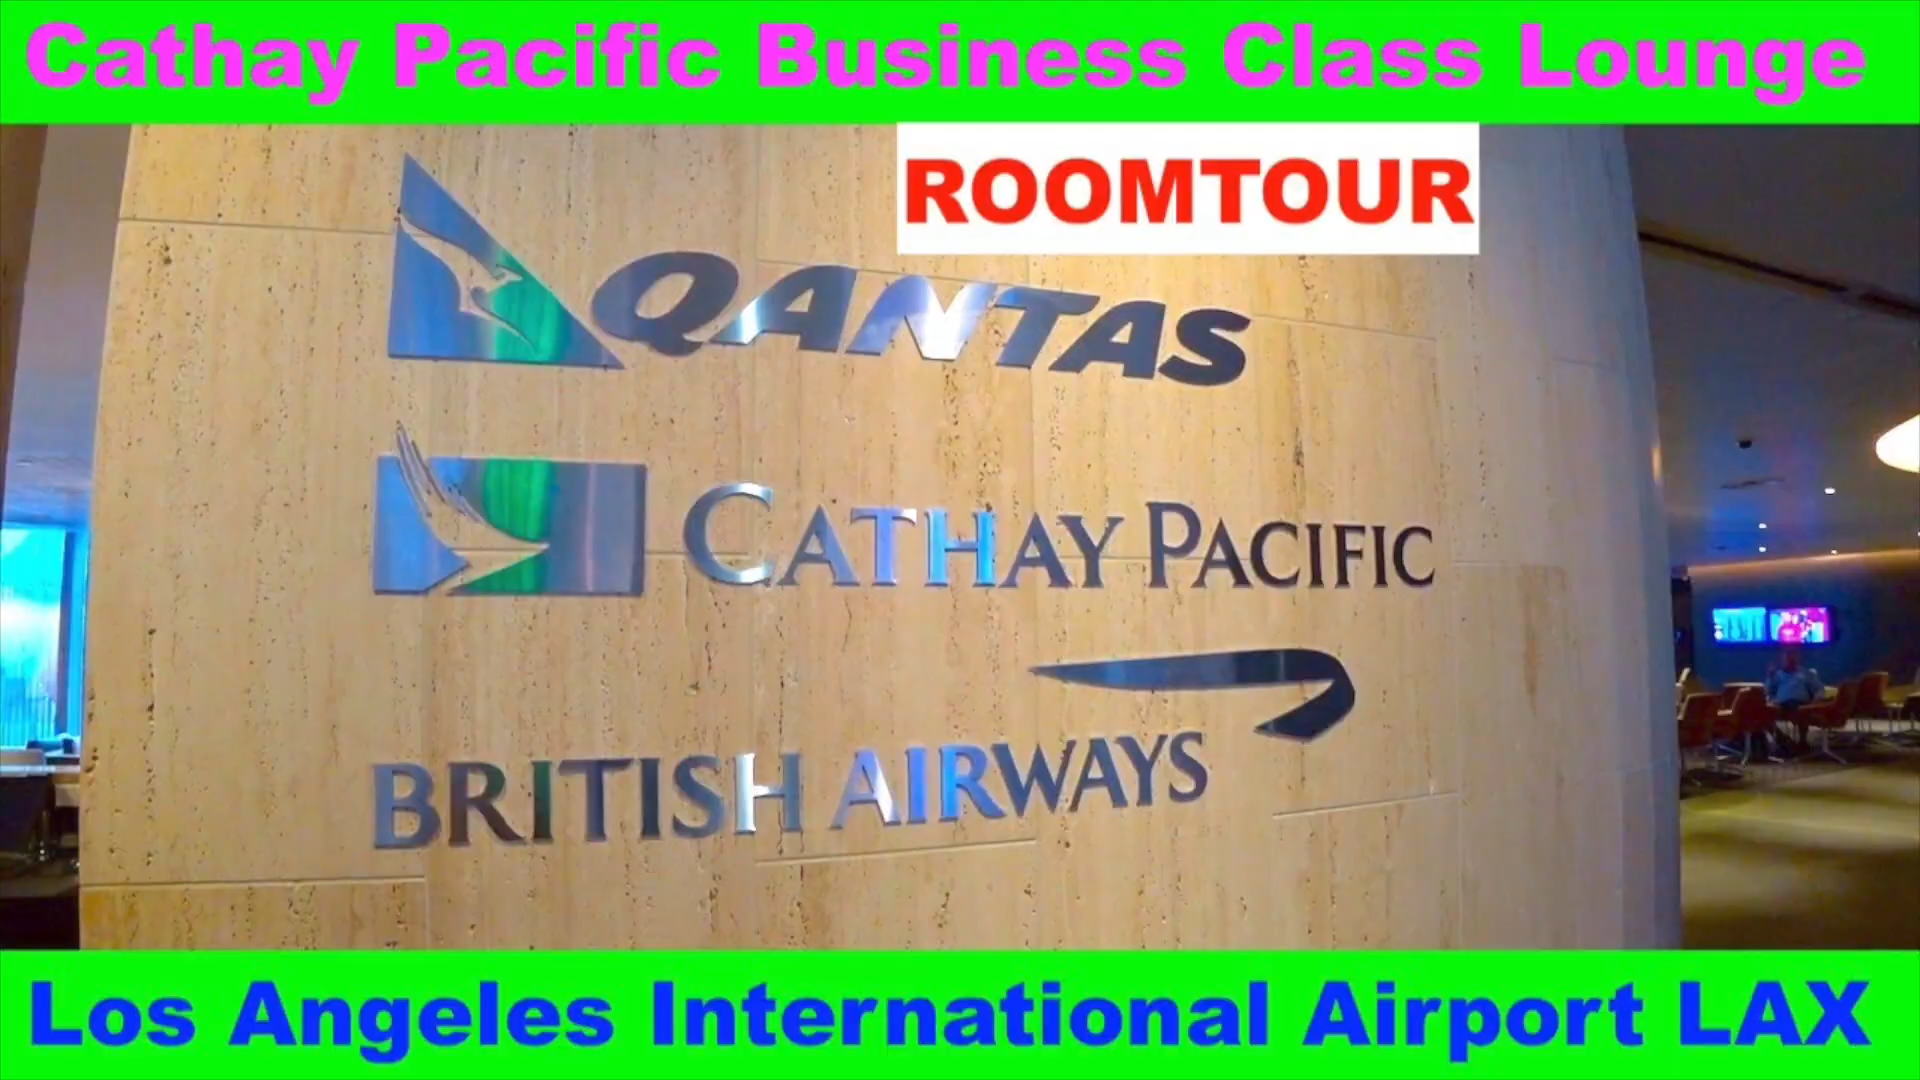 Cathay Pacific Business Class Lounge
ROOMTOUR
QANTAS
CATHAY PACIFIC
BRITISH AIRWAYS
Los Angeles International Airport LAX